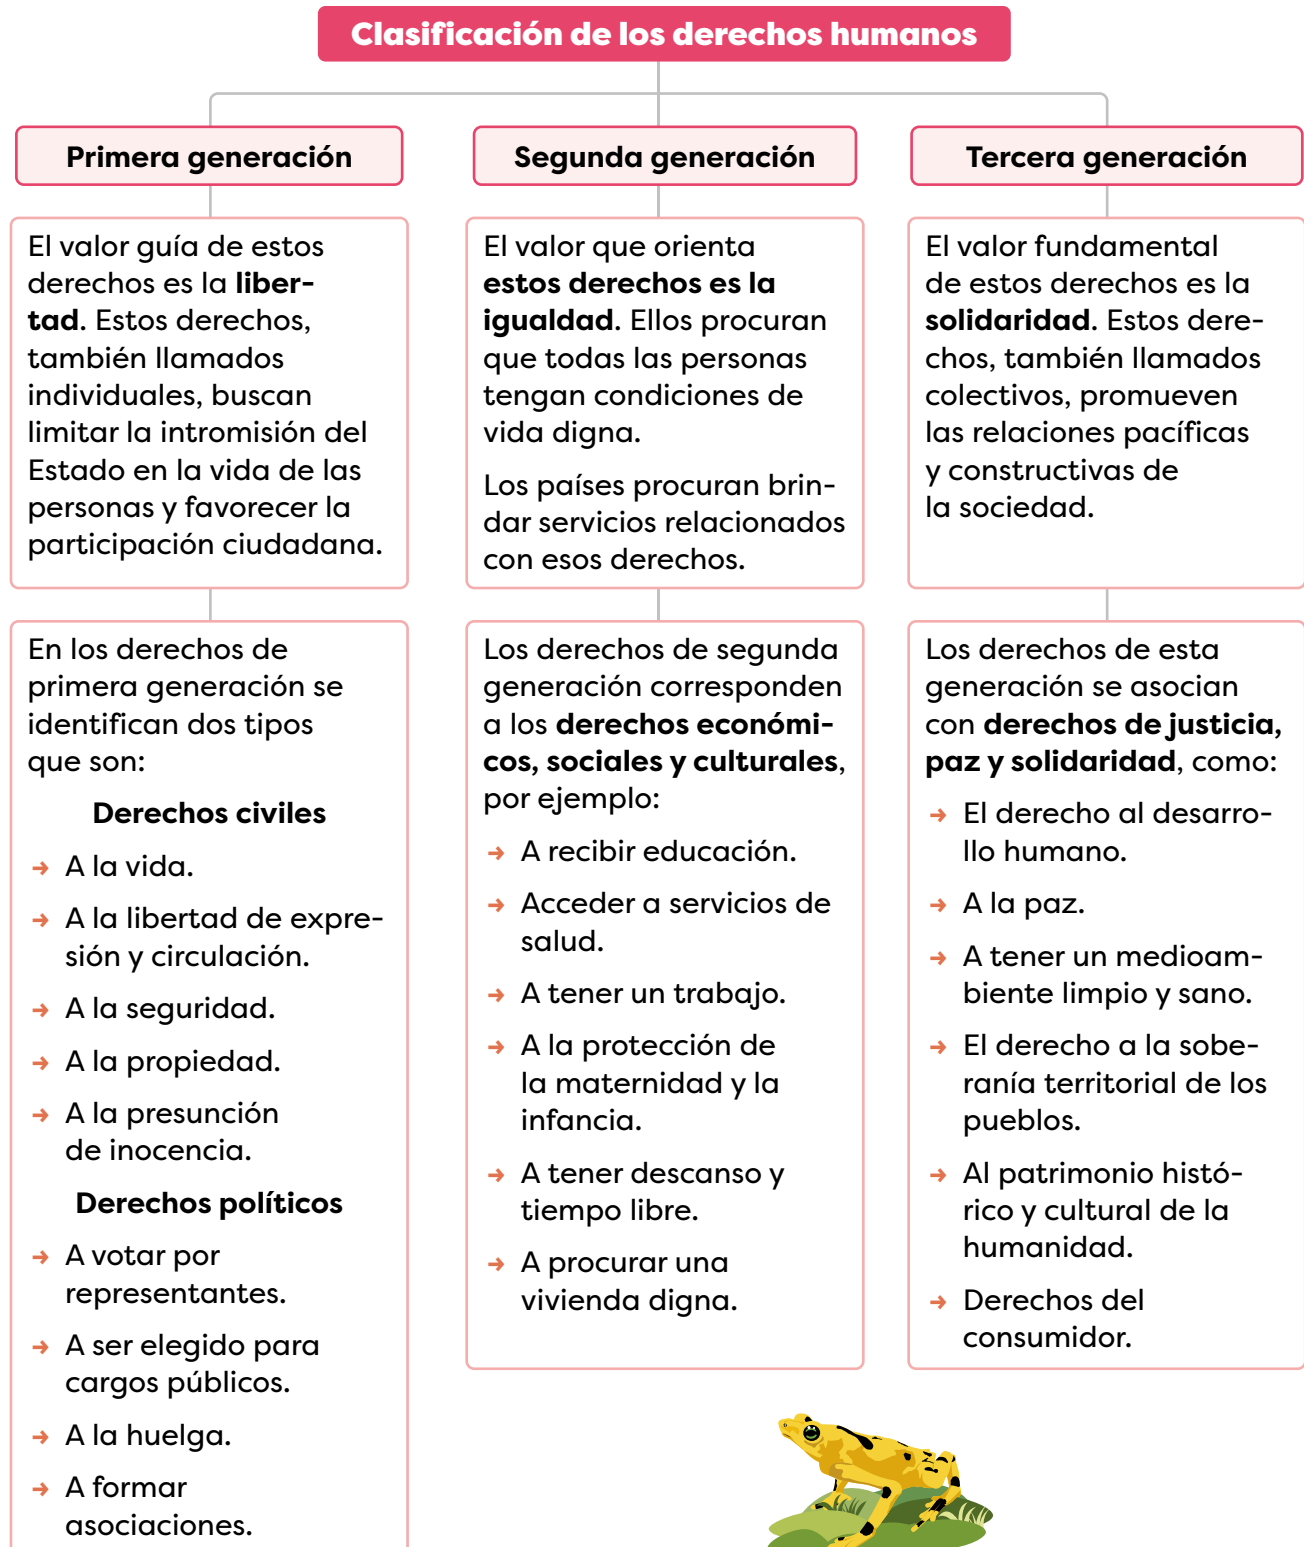 Clasificación de los derechos humanos
Primera generación
El valor guía de estos
derechos es la liber-
tad. Estos derechos,
también llamados
individuales, buscan
limitar la intromisión del
Estado en la vida de las
personas y favorecer la
participación ciudadana.
En los derechos de
primera generación se
identifican dos tipos
que son:
Derechos civiles
→ A la vida.
→ A la libertad de expre-
sión y circulación.
→ A la seguridad.
→ A la propiedad.
→ A la presunción
de inocencia.
Derechos políticos
→ A votar por
representantes.
→ A ser elegido para
cargos públicos.
→ A la huelga.
→ A formar
asociaciones.
Segunda generación
El valor que orienta
estos derechos es la
igualdad. Ellos procuran
que todas las personas
tengan condiciones de
vida digna.
Los países procuran brin-
dar servicios relacionados
con esos derechos.
Los derechos de segunda
generación corresponden
a los derechos económi-
cos, sociales y culturales,
por ejemplo:
→ A recibir educación.
→ Acceder a servicios de
salud.
→ A tener un trabajo.
→ A la protección de
la maternidad y la
infancia.
→ A tener descanso y
tiempo libre.
→ A procurar una
vivienda digna.
Tercera generación
El valor fundamental
de estos derechos es la
solidaridad. Estos dere-
chos, también llamados
colectivos, promueven
las relaciones pacíficas
y constructivas de
la sociedad.
Los derechos de esta
generación se asocian
con derechos de justicia,
paz y solidaridad, como:
→ El derecho al desarro-
llo humano.
→ A la paz.
→ A tener un medioam-
biente limpio y sano.
→ El derecho a la sobe-
ranía territorial de los
pueblos.
→ Al patrimonio histó-
rico y cultural de la
humanidad.
→ Derechos del
consumidor.